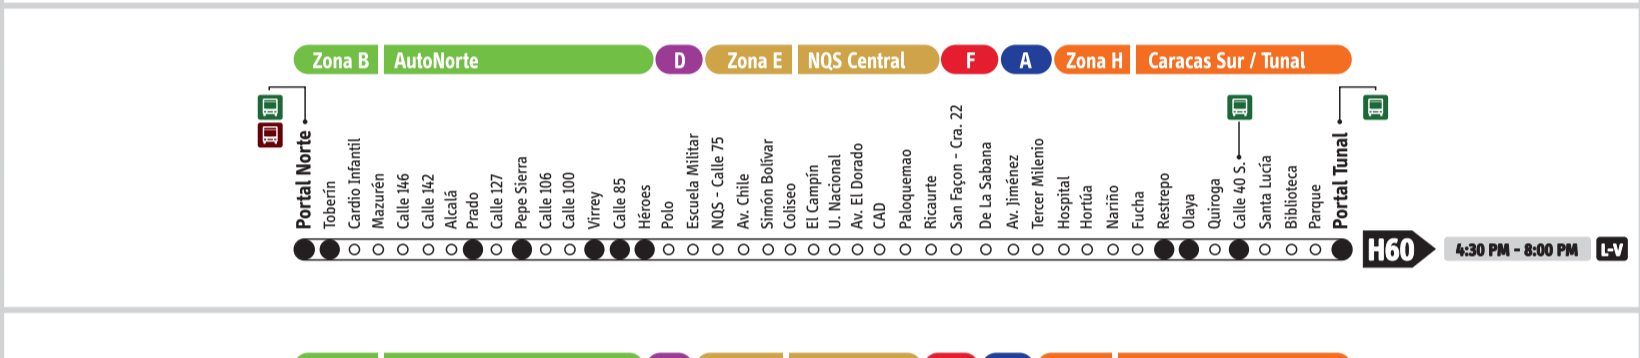 Zona B AutoNorte D Zona E NQS Central F A Zona H Caracas Sur / Tunal
Portal Norte
Toberín
Cardio Infantil
Mazurén
Calle 146
Calle 142
Alcalá
Prado
Calle 127
Pepe Sierra
Calle 106
Calle 100
Virrey
Calle 85
Héroes
Polo
Escuela Militar
NQS - Calle 75
Av. Chile
Simón Bolívar
Coliseo
El Campín
U. Nacional
Av. El Dorado
CAD
Paloquemao
Ricaurte
San Façon - Cra. 22
De La Sabana
Av. Jiménez
Tercer Milenio
Hospital
Hortúa
Nariño
Fucha
Restrepo
Olaya
Quiroga
Calle 40 S.
Santa Lucía
Biblioteca
Parque
Portal Tunal
H60 4:30 PM - 8:00 PM L-V